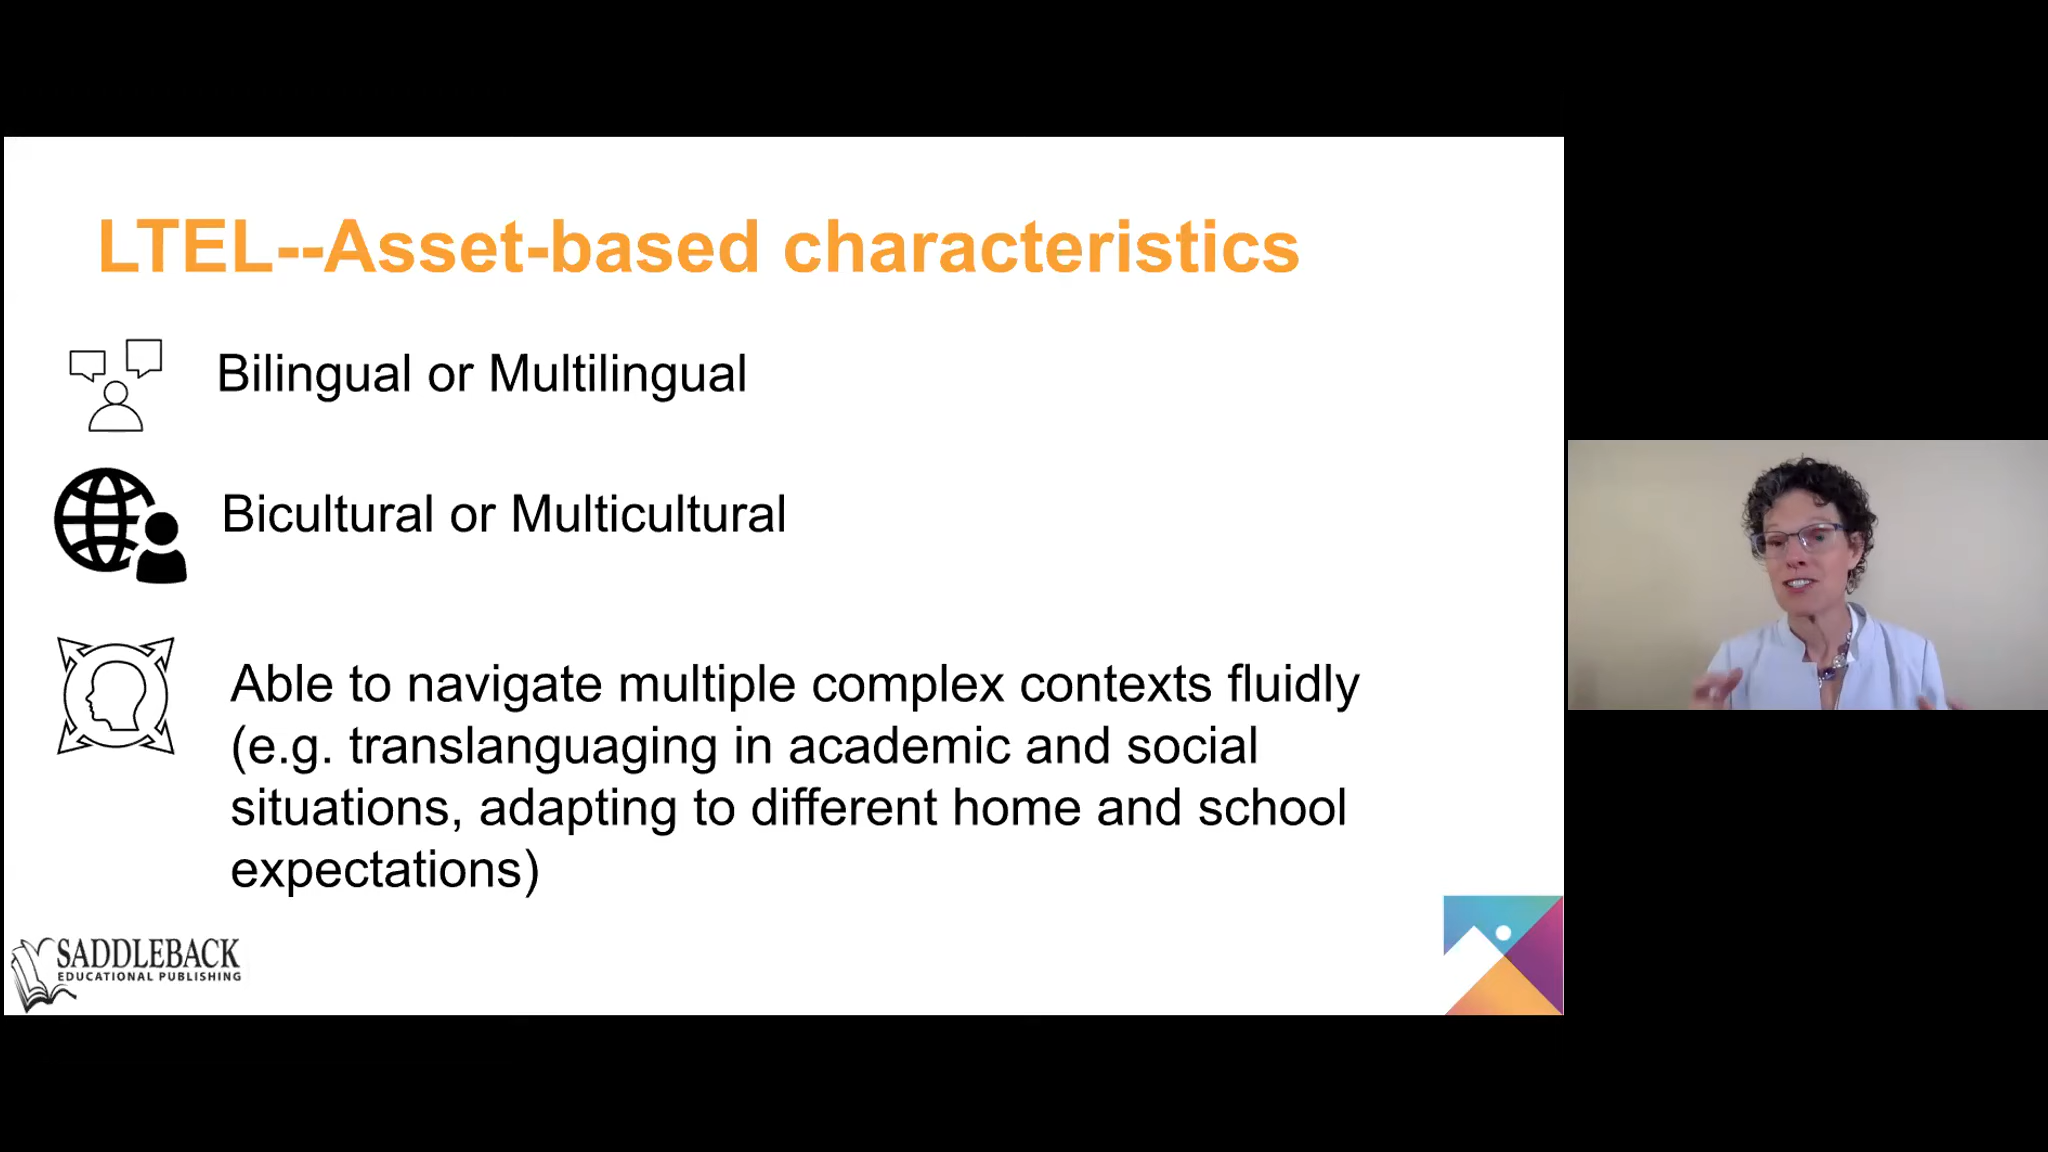 LTEL--Asset-based characteristics
Bilingual or Multilingual
Bicultural or Multicultural
Able to navigate multiple complex contexts fluidly
(e.g. translanguaging in academic and social
situations, adapting to different home and school
expectations)
SADDLEBACK
EDUCATIONAL PUBLISHING